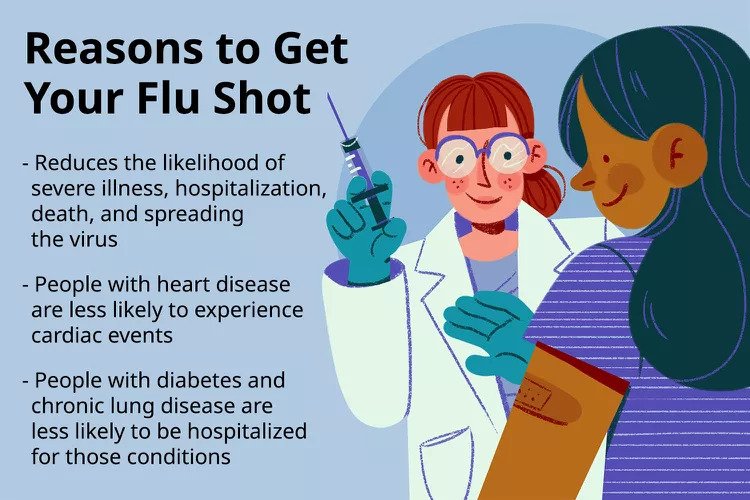 Reasons to Get
Your Flu Shot
- Reduces the likelihood of
severe illness, hospitalization,
death, and spreading
the virus
- People with heart disease
are less likely to experience
cardiac events
- People with diabetes and
chronic lung disease are
less likely to be hospitalized
for those conditions